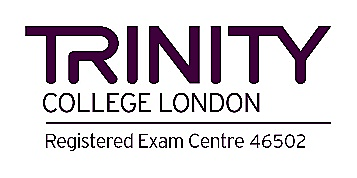 TRINITY
COLLEGE LONDON
Registered Exam Centre 46502